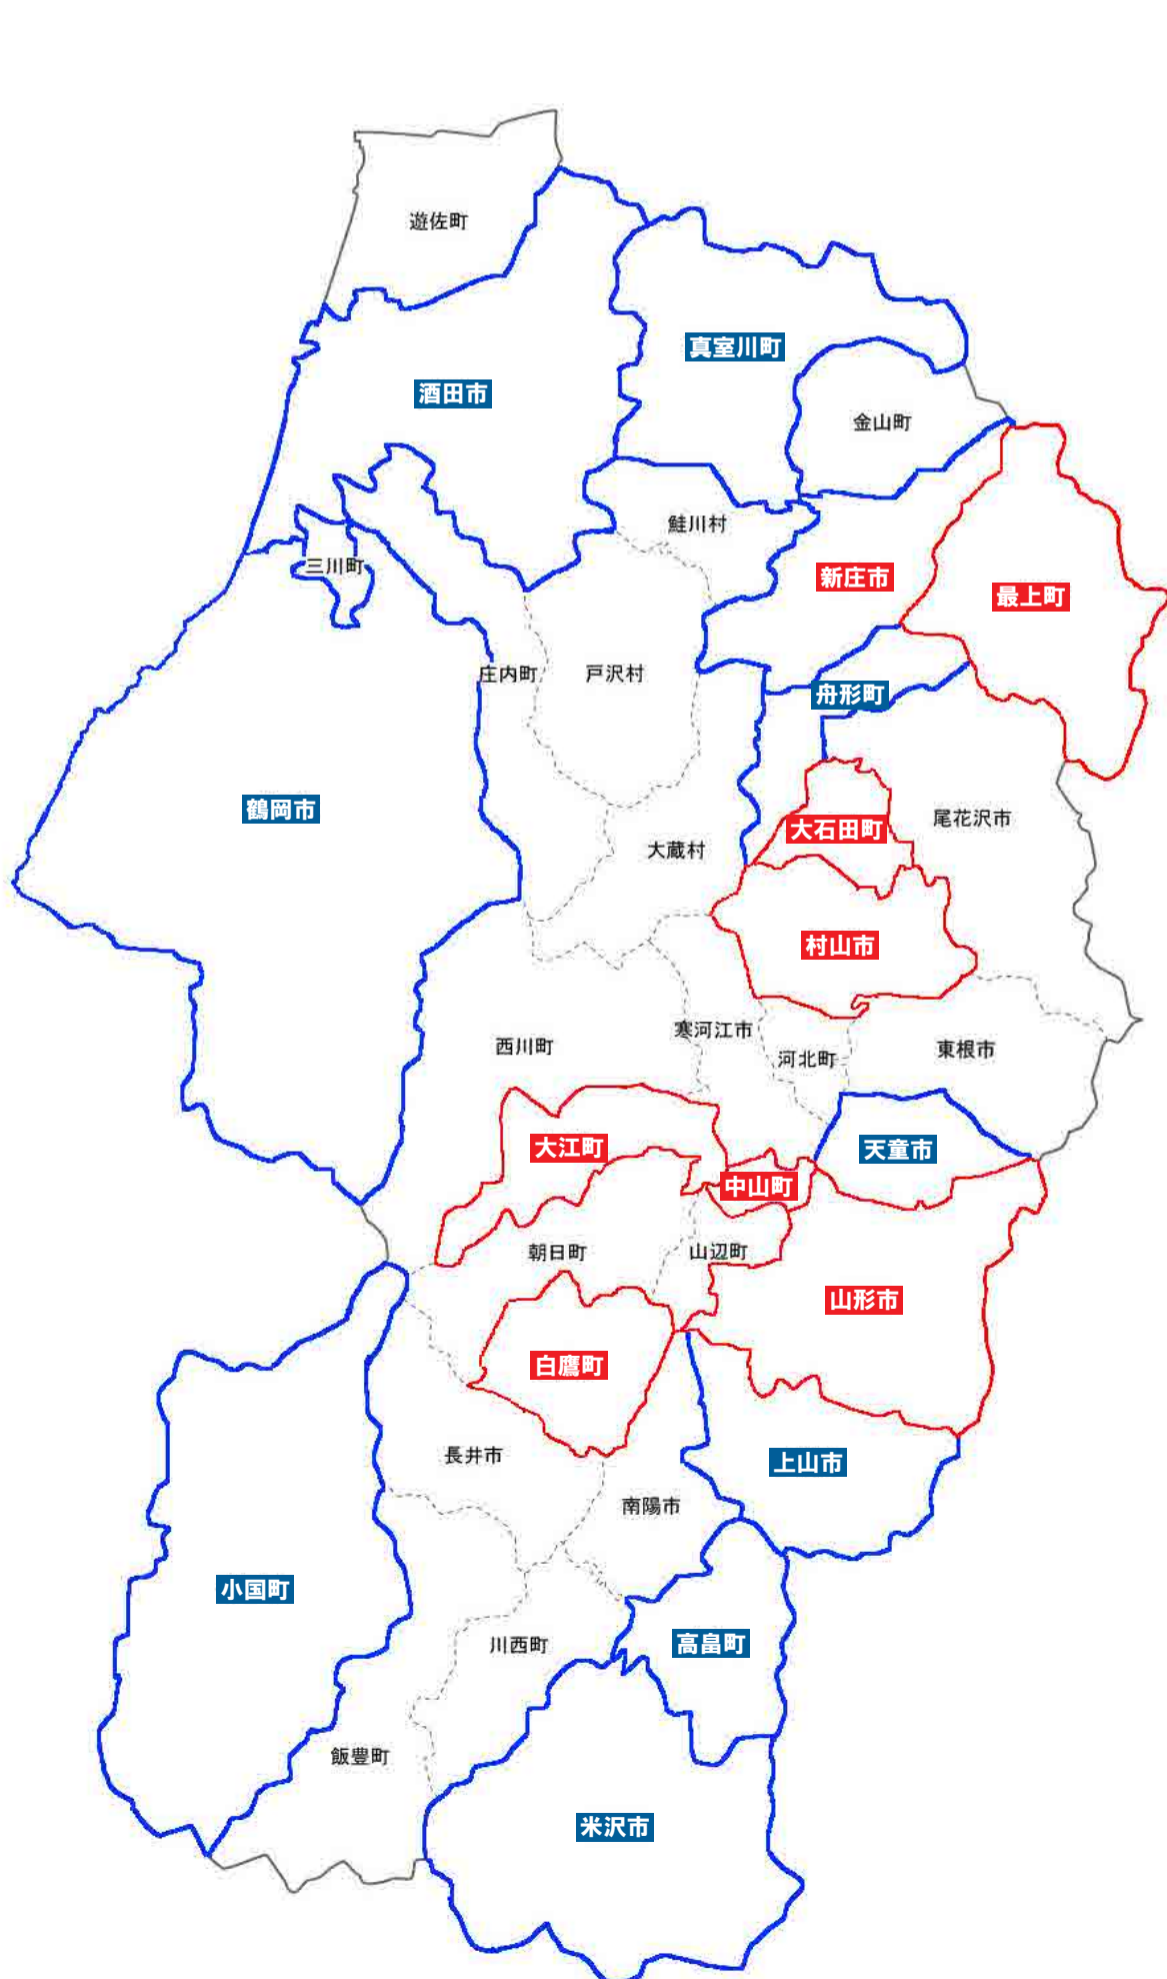 遊佐町
真室川町
酒田市
金山町
鮭川村
三川町
新庄市
最上町
庄内町
戸沢村
舟形町
鶴岡市
尾花沢市
大石田町
大蔵村
村山市
寒河江市
西川町
河北町
東根市
大江町
天童市
中山町
朝日町
山辺町
山形市
白鷹町
長井市
上山市
南陽市
小国町
川西町
高畠町
飯豊町
米沢市